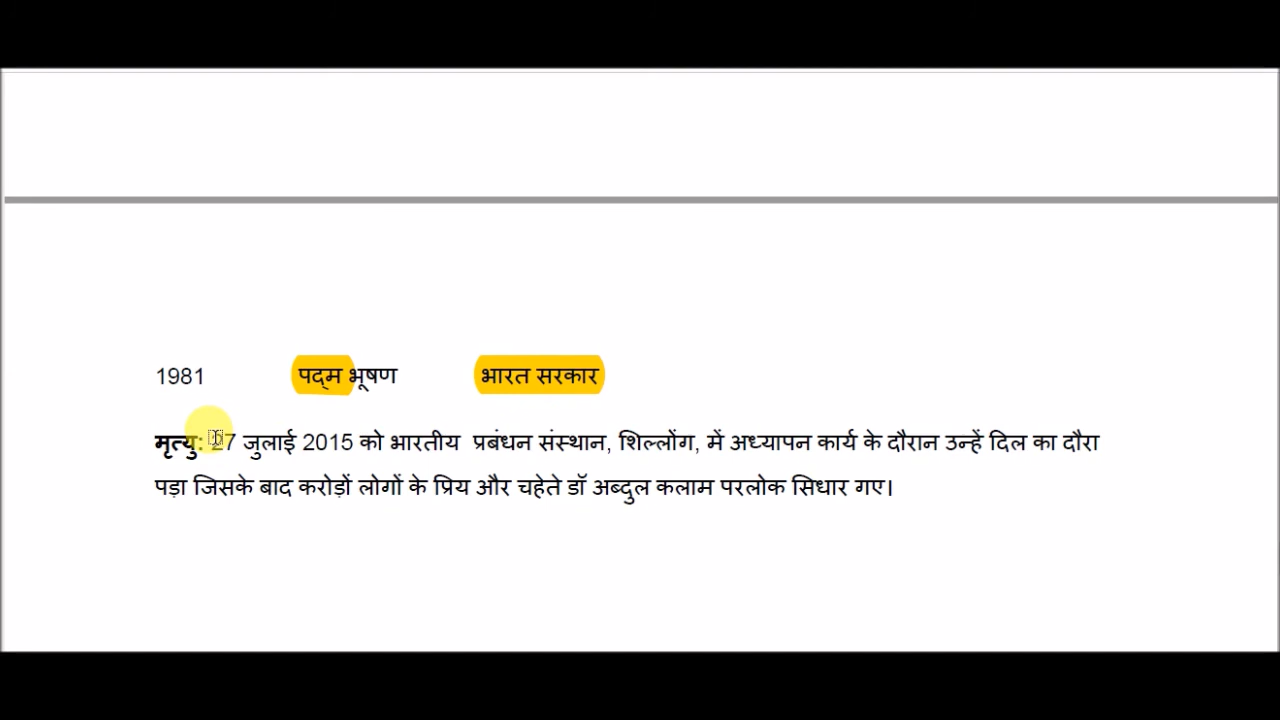 1981 पद्म भूषण भारत सरकार
मृत्यु: 27 जुलाई 2015 को भारतीय प्रबंधन संस्थान, शिल्लोंग, में अध्यापन कार्य के दौरान उन्हें दिल का दौरा
पड़ा जिसके बाद करोड़ों लोगों के प्रिय और चहेते डॉ अब्दुल कलाम परलोक सिधार गए।